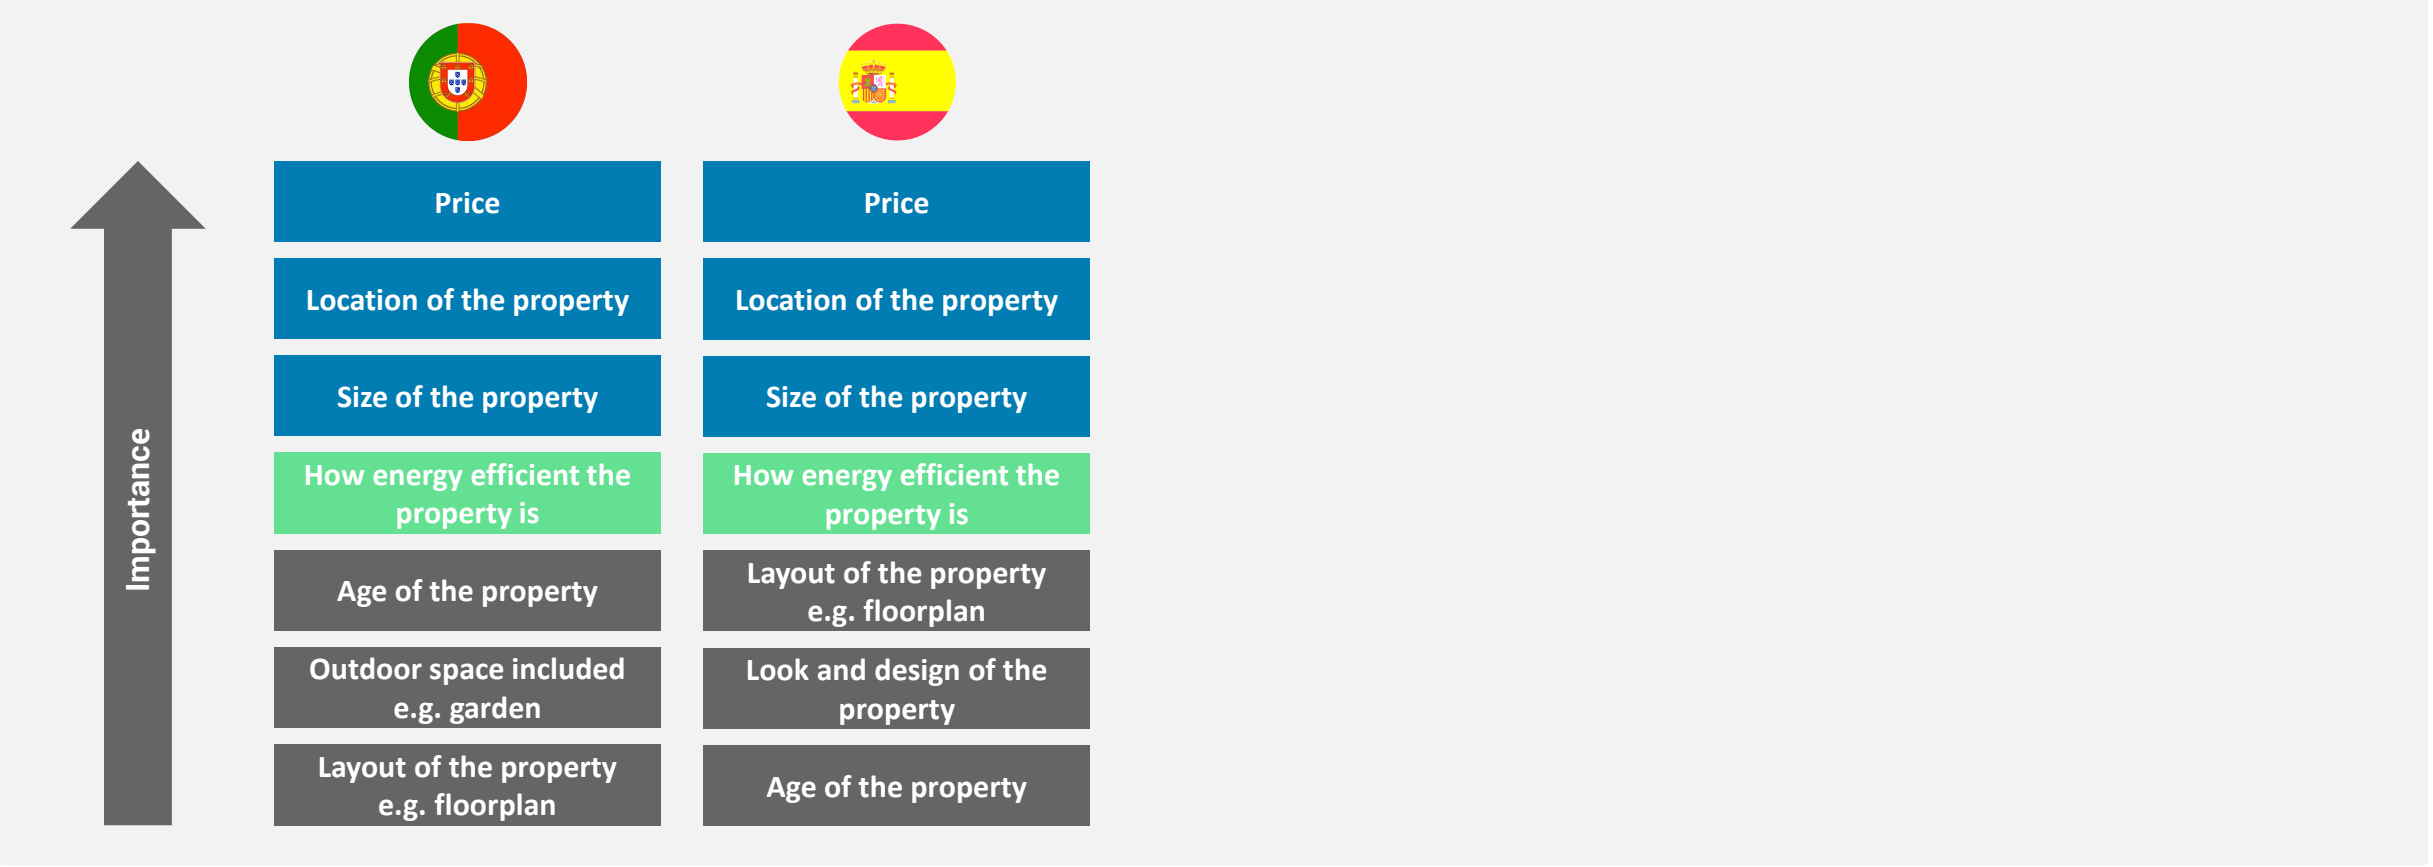 Importance
Price
Location of the property
Size of the property
How energy efficient the
property is
Age of the property
Outdoor space included
e.g. garden
Layout of the property
e.g. floorplan
Price
Location of the property
Size of the property
How energy efficient the
property is
Layout of the property
e.g. floorplan
Look and design of the
property
Age of the property